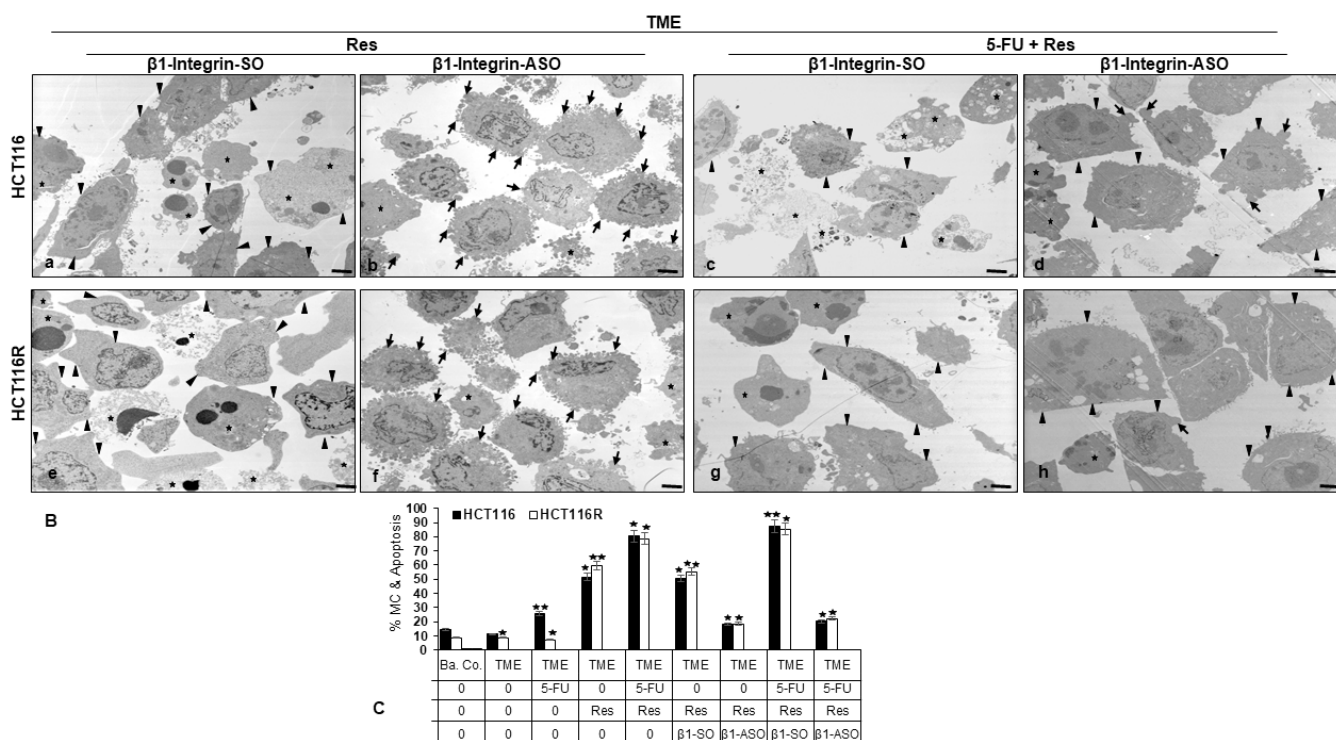 TME
Res 5-FU + Res
β1-Integrin-SO β1-Integrin-ASO β1-Integrin-SO β1-Integrin-ASO
HCT116
a b c d
HCT116R
e f g h
B
HCT116 HCT116R
% MC & Apoptosis
100
90
80
70
60
50
40
30
20
10
0
Ba. Co. TME TME TME TME TME TME TME TME
0 0 5-FU 0 5-FU 0 0 5-FU 5-FU
C 0 0 0 Res Res Res Res Res Res
0 0 0 0 0 β1-SO β1-ASO β1-SO β1-ASO